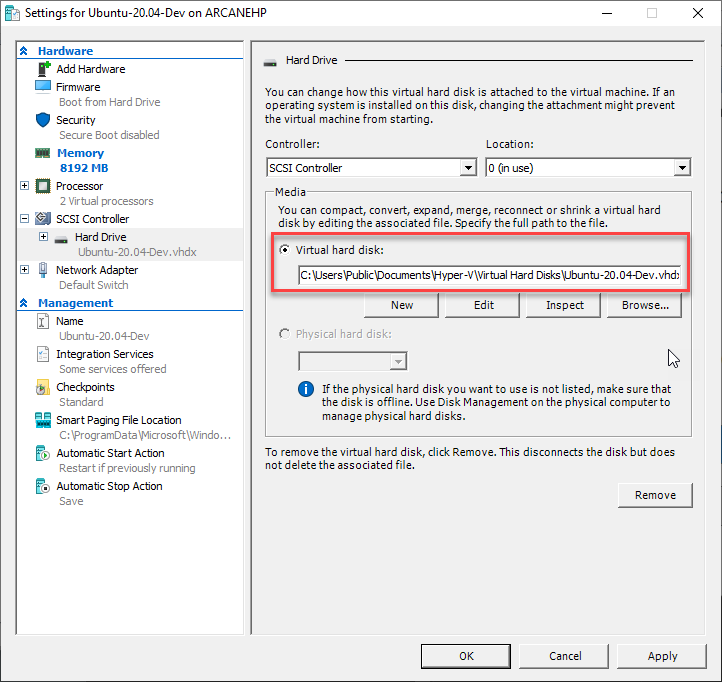 Settings for Ubuntu-20.04-Dev on ARCANEHP
Hardware
Add Hardware
Firmware
Boot from Hard Drive
Security
Secure Boot disabled
Memory
8192 MB
Processor
2 Virtual processors
SCSI Controller
Hard Drive
Ubuntu-20.04-Dev.vhdx
Network Adapter
Default Switch
Management
Name
Ubuntu-20.04-Dev
Integration Services
Some services offered
Checkpoints
Standard
Smart Paging File Location
C:\ProgramData\Microsoft\Windo...
Automatic Start Action
Restart if previously running
Automatic Stop Action
Save
Hard Drive
You can change how this virtual hard disk is attached to the virtual machine. If an
operating system is installed on this disk, changing the attachment might prevent
the virtual machine from starting.
Controller:
Location:
SCSI Controller
0 (in use)
Media
You can compact, convert, expand, merge, reconnect or shrink a virtual hard
disk by editing the associated file. Specify the full path to the file.
Virtual hard disk:
C:\Users\Public\Documents\Hyper-V\Virtual Hard Disks\Ubuntu-20.04-Dev.vhdx
New
Edit
Inspect
Browse...
Physical hard disk:
If the physical hard disk you want to use is not listed, make sure that
the disk is offline. Use Disk Management on the physical computer to
manage physical hard disks.
To remove the virtual hard disk, click Remove. This disconnects the disk but does
not delete the associated file.
Remove
OK
Cancel
Apply